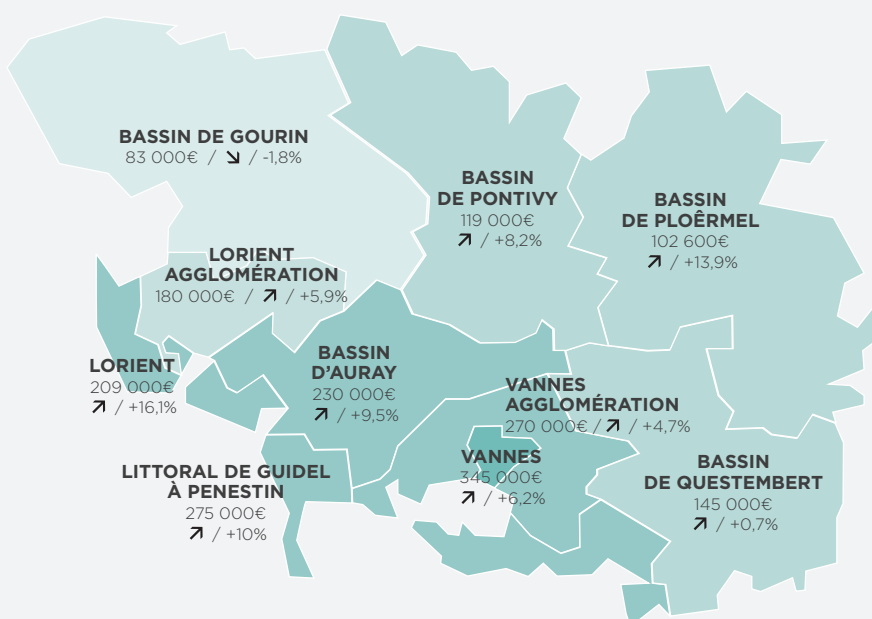 BASSIN DE GOURIN
83 000€ / ↘ / -1,8%
BASSIN
DE PONTIVY
119 000€
↗ / +8,2%
BASSIN
DE PLOÊRMEL
102 600€
↗ / +13,9%
LORIENT
AGGLOMÉRATION
180 000€ / ↗ / +5,9%
LORIENT
209 000€
↗ / +16,1%
BASSIN
D'AURAY
230 000€
↗ / +9,5%
VANNES
AGGLOMÉRATION
270 000€ / ↗ / +4,7%
VANNES
345 000€
↗ / +6,2%
LITTORAL DE GUIDEL
À PENESTIN
275 000€
↗ / +10%
BASSIN
DE QUESTEMBERT
145 000€
↗ / +0,7%